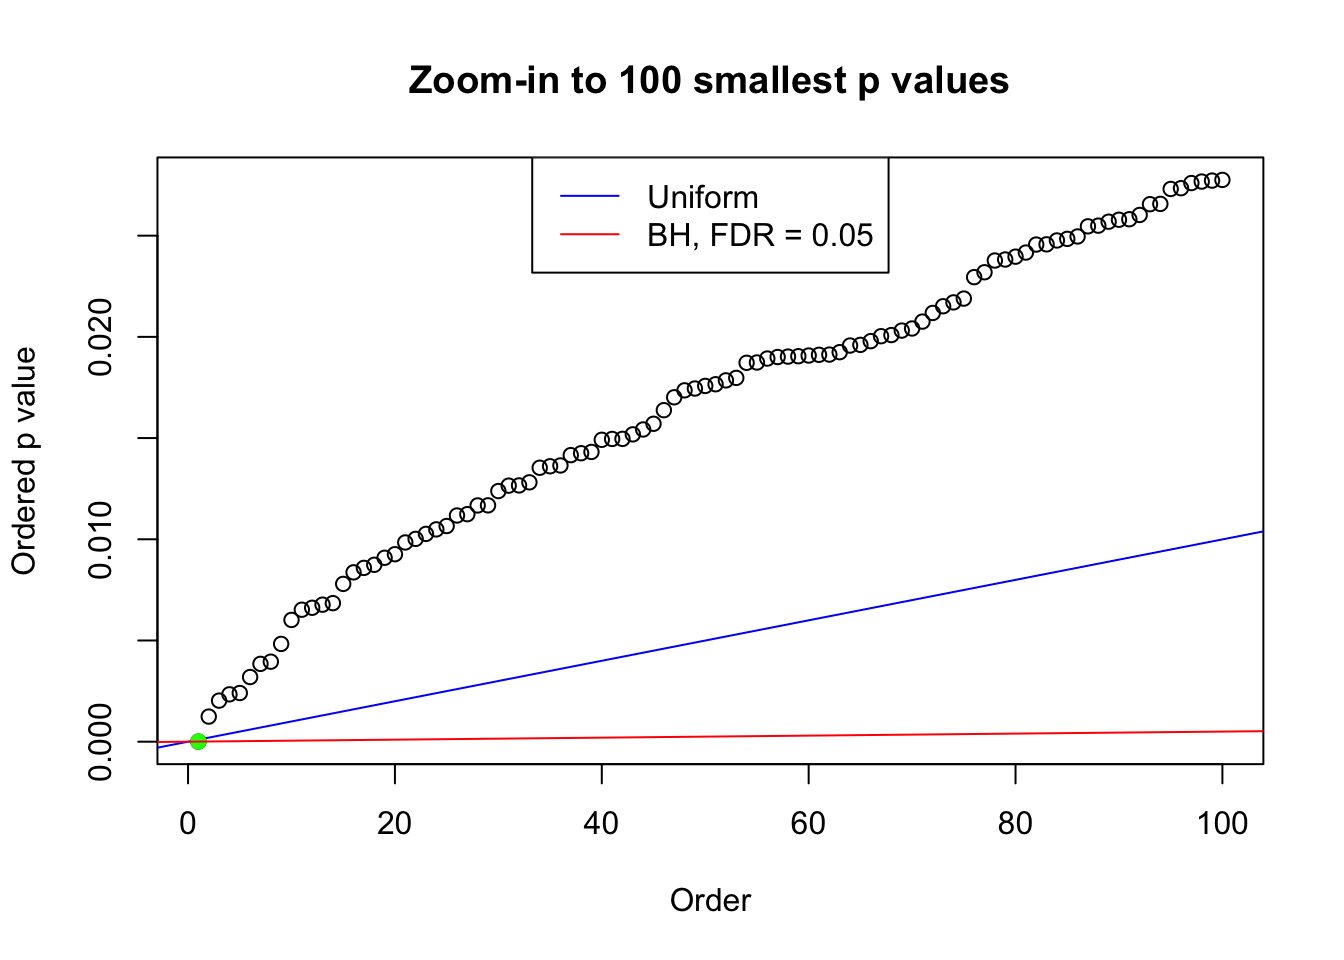 Zoom-in to 100 smallest p values
Uniform
BH, FDR = 0.05
Ordered p value
0.020
0.010
0.000
0 20 40 60 80 100
Order